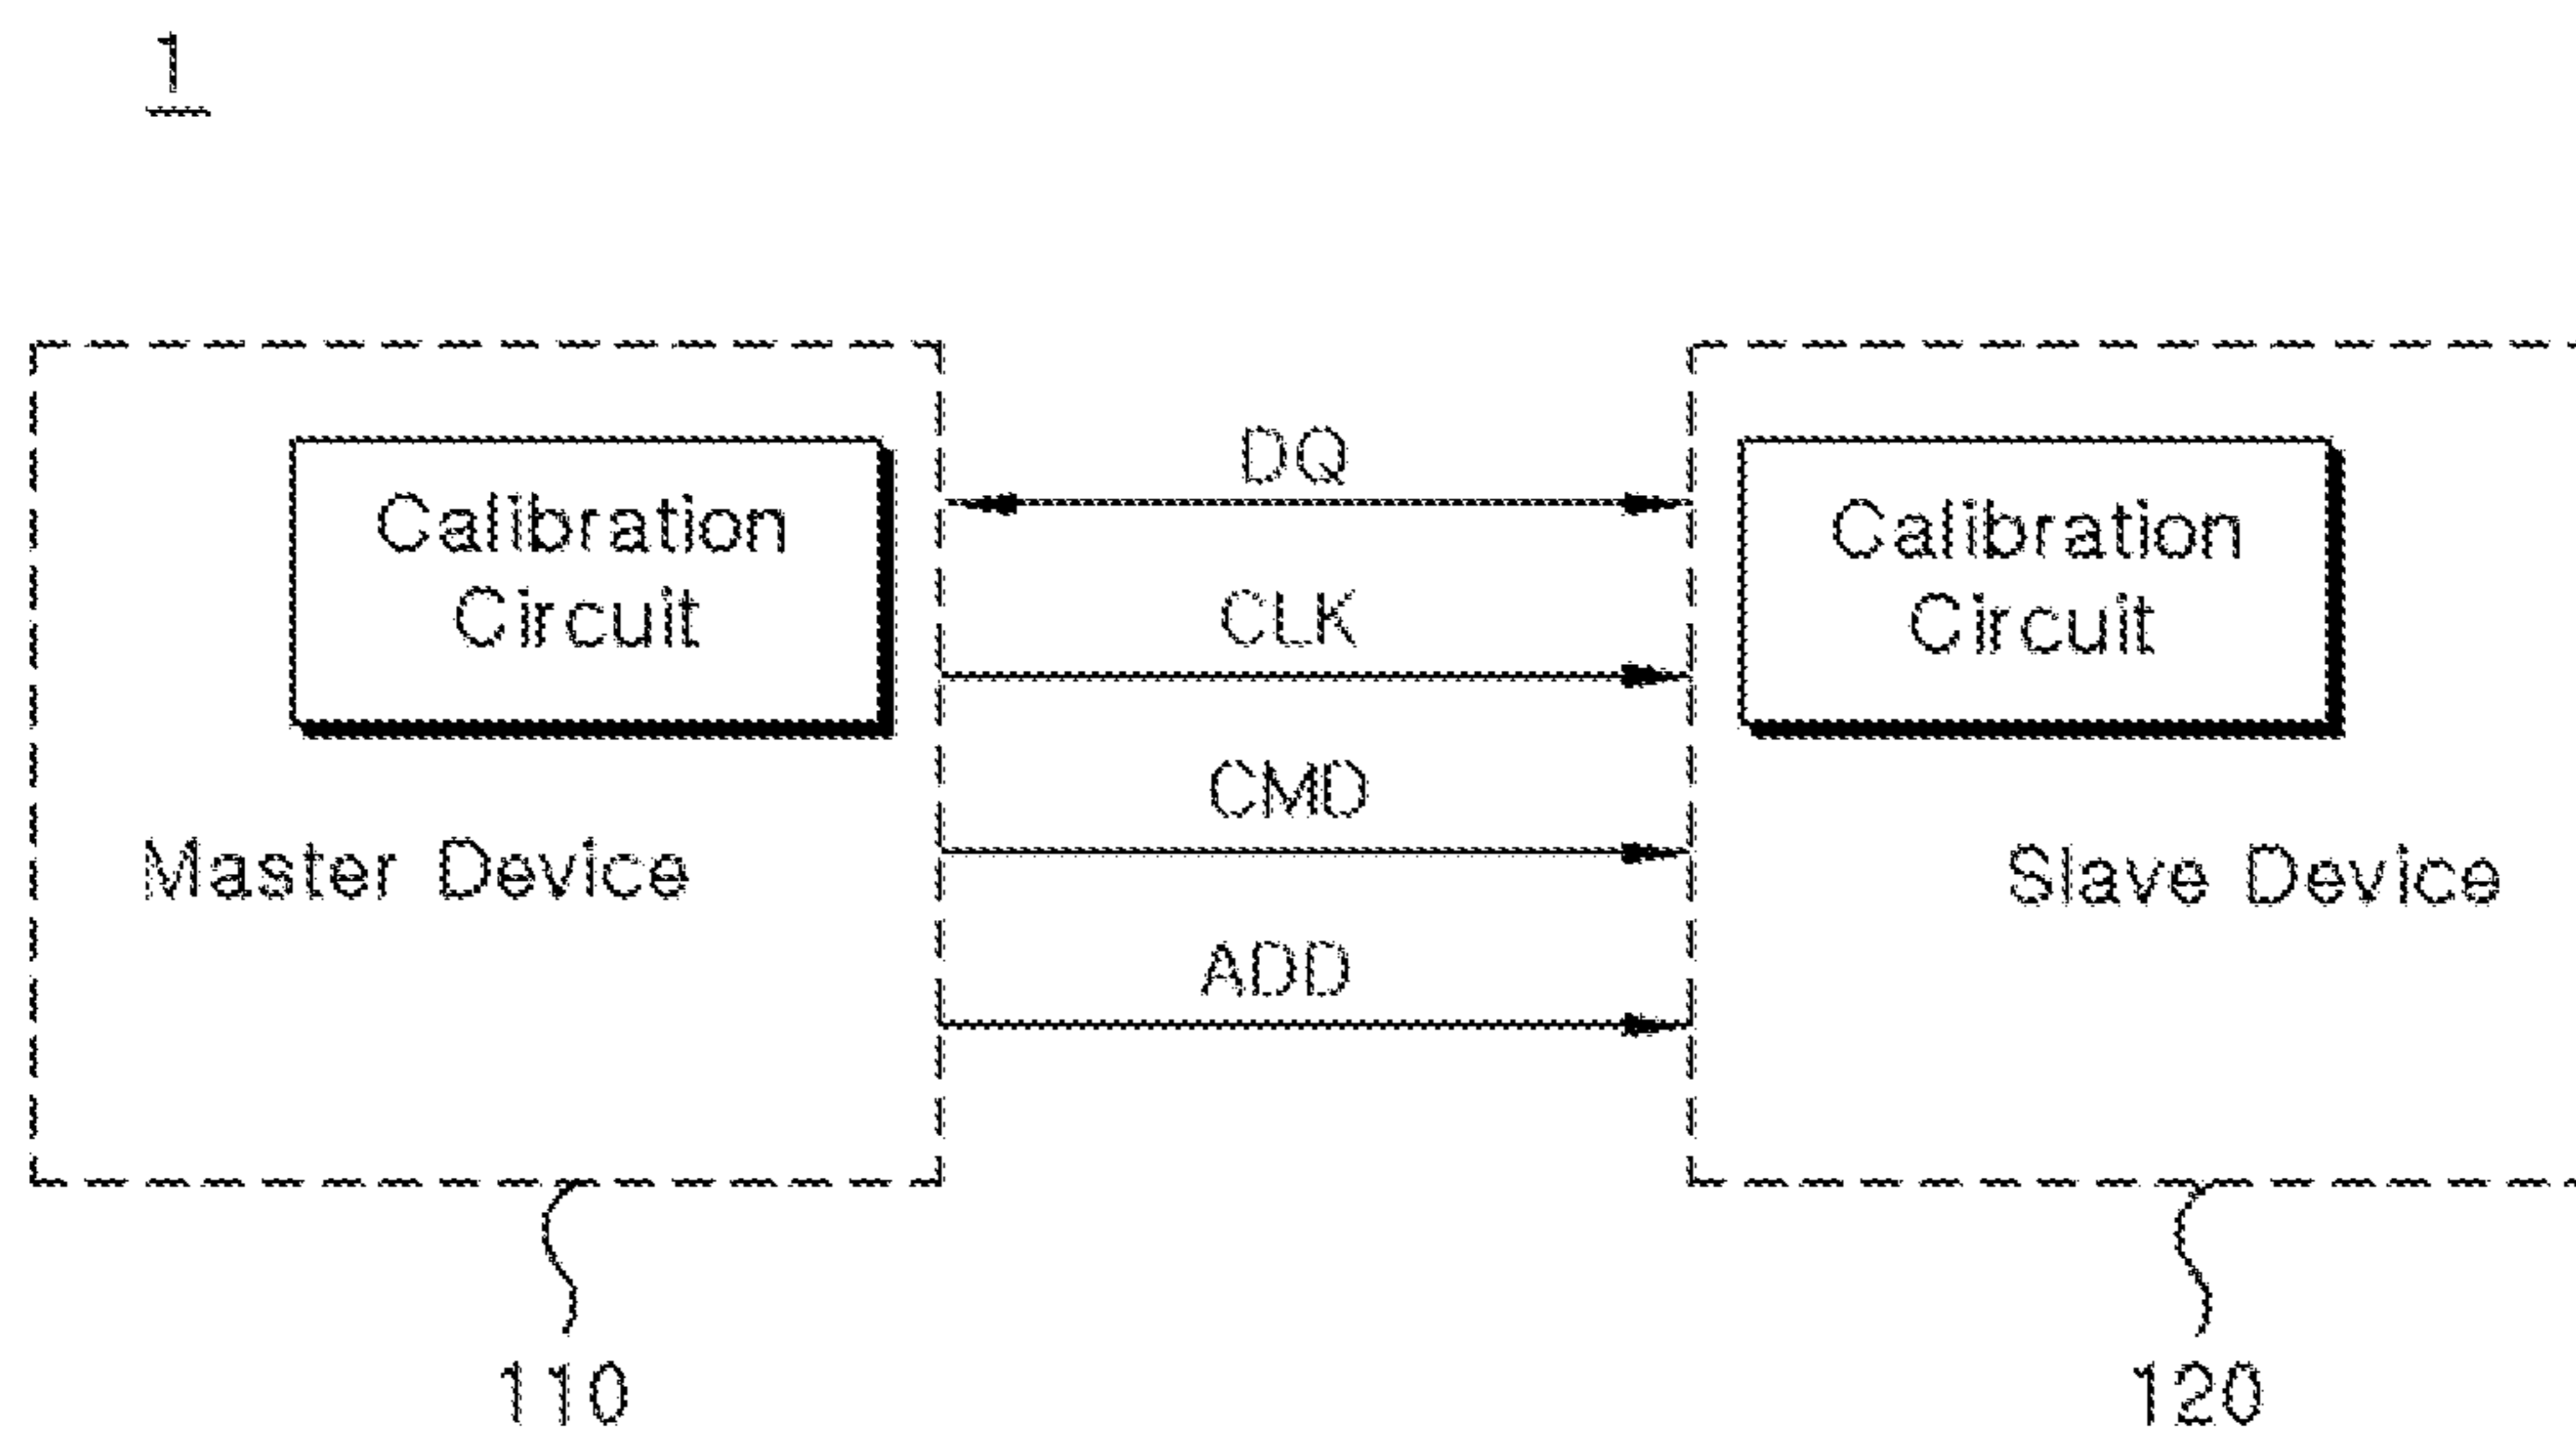 1
Calibration
Circuit
Master Device
DQ
CLK
CMD
ADD
Calibration
Circuit
Slave Device
110
120